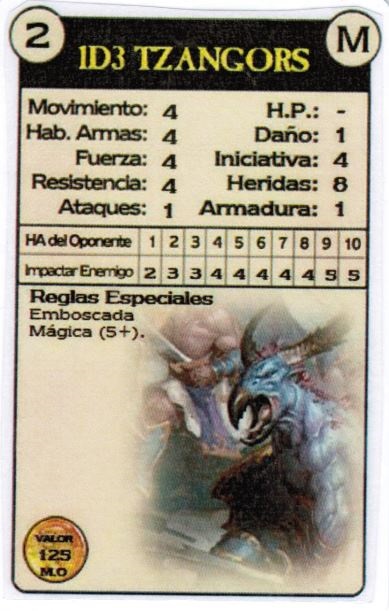 2
1D3 TZANGORS
M
Movimiento: 4 H.P.: -
Hab. Armas: 4 Daño: 1
Fuerza: 4 Iniciativa: 4
Resistencia: 4 Heridas: 8
Ataques: 1 Armadura: 1
HA del Oponente 1 2 3 4 5 6 7 8 9 10
Impactar Enemigo 2 3 3 4 4 4 4 4 5 5
Reglas Especiales
Emboscada
Mágica (5+).
VALOR
125
M.O